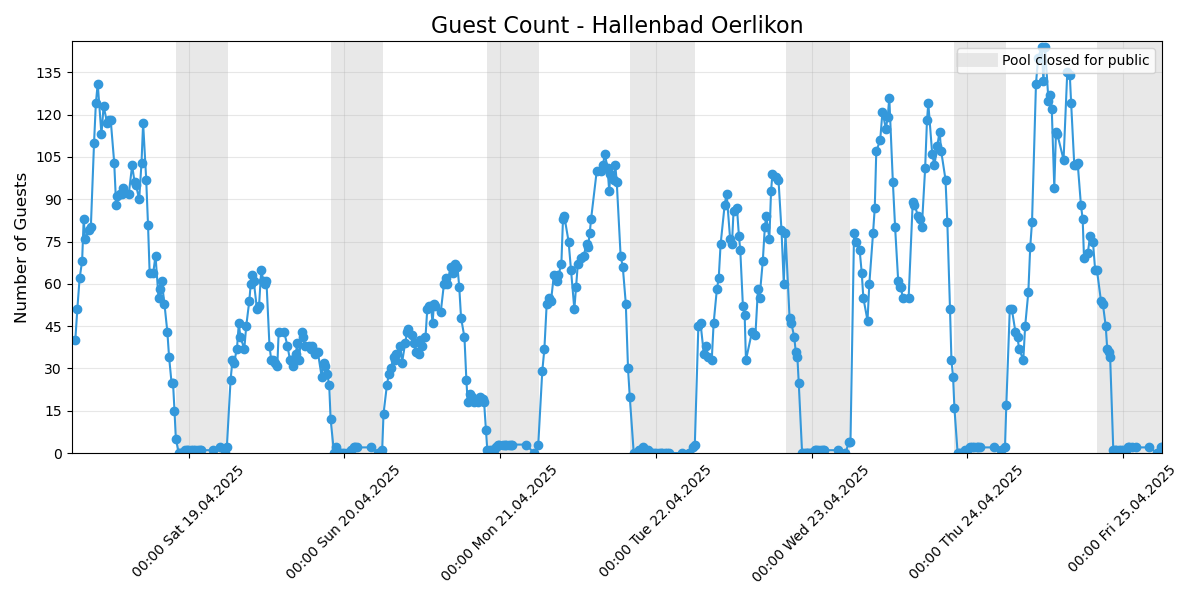 Guest Count - Hallenbad Oerlikon
Pool closed for public
Number of Guests
135
120
105
90
75
60
45
30
15
0
00:00 Sat 19.04.2025
00:00 Sun 20.04.2025
00:00 Mon 21.04.2025
00:00 Tue 22.04.2025
00:00 Wed 23.04.2025
00:00 Thu 24.04.2025
00:00 Fri 25.04.2025